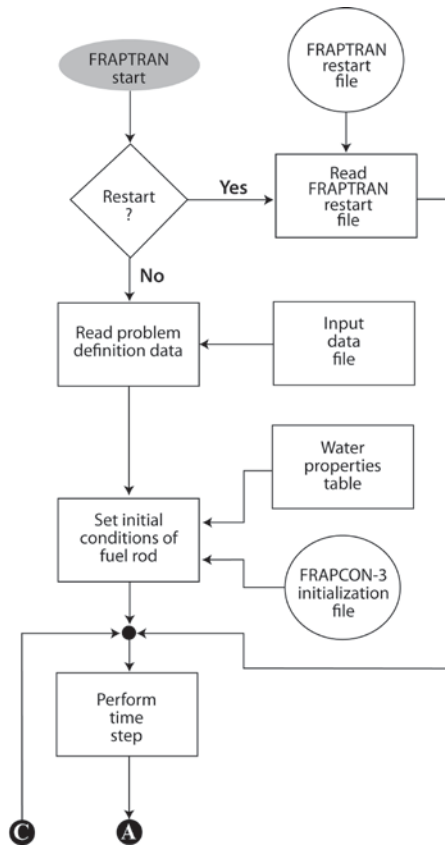 FRAPTRAN
start
FRAPTRAN
restart
file
Restart
?
Yes
Read
FRAPTRAN
restart
file
No
Read problem
definition data
Input
data
file
Water
properties
table
Set initial
conditions of
fuel rod
FRAPCON-3
initialization
file
Perform
time
step
C
A